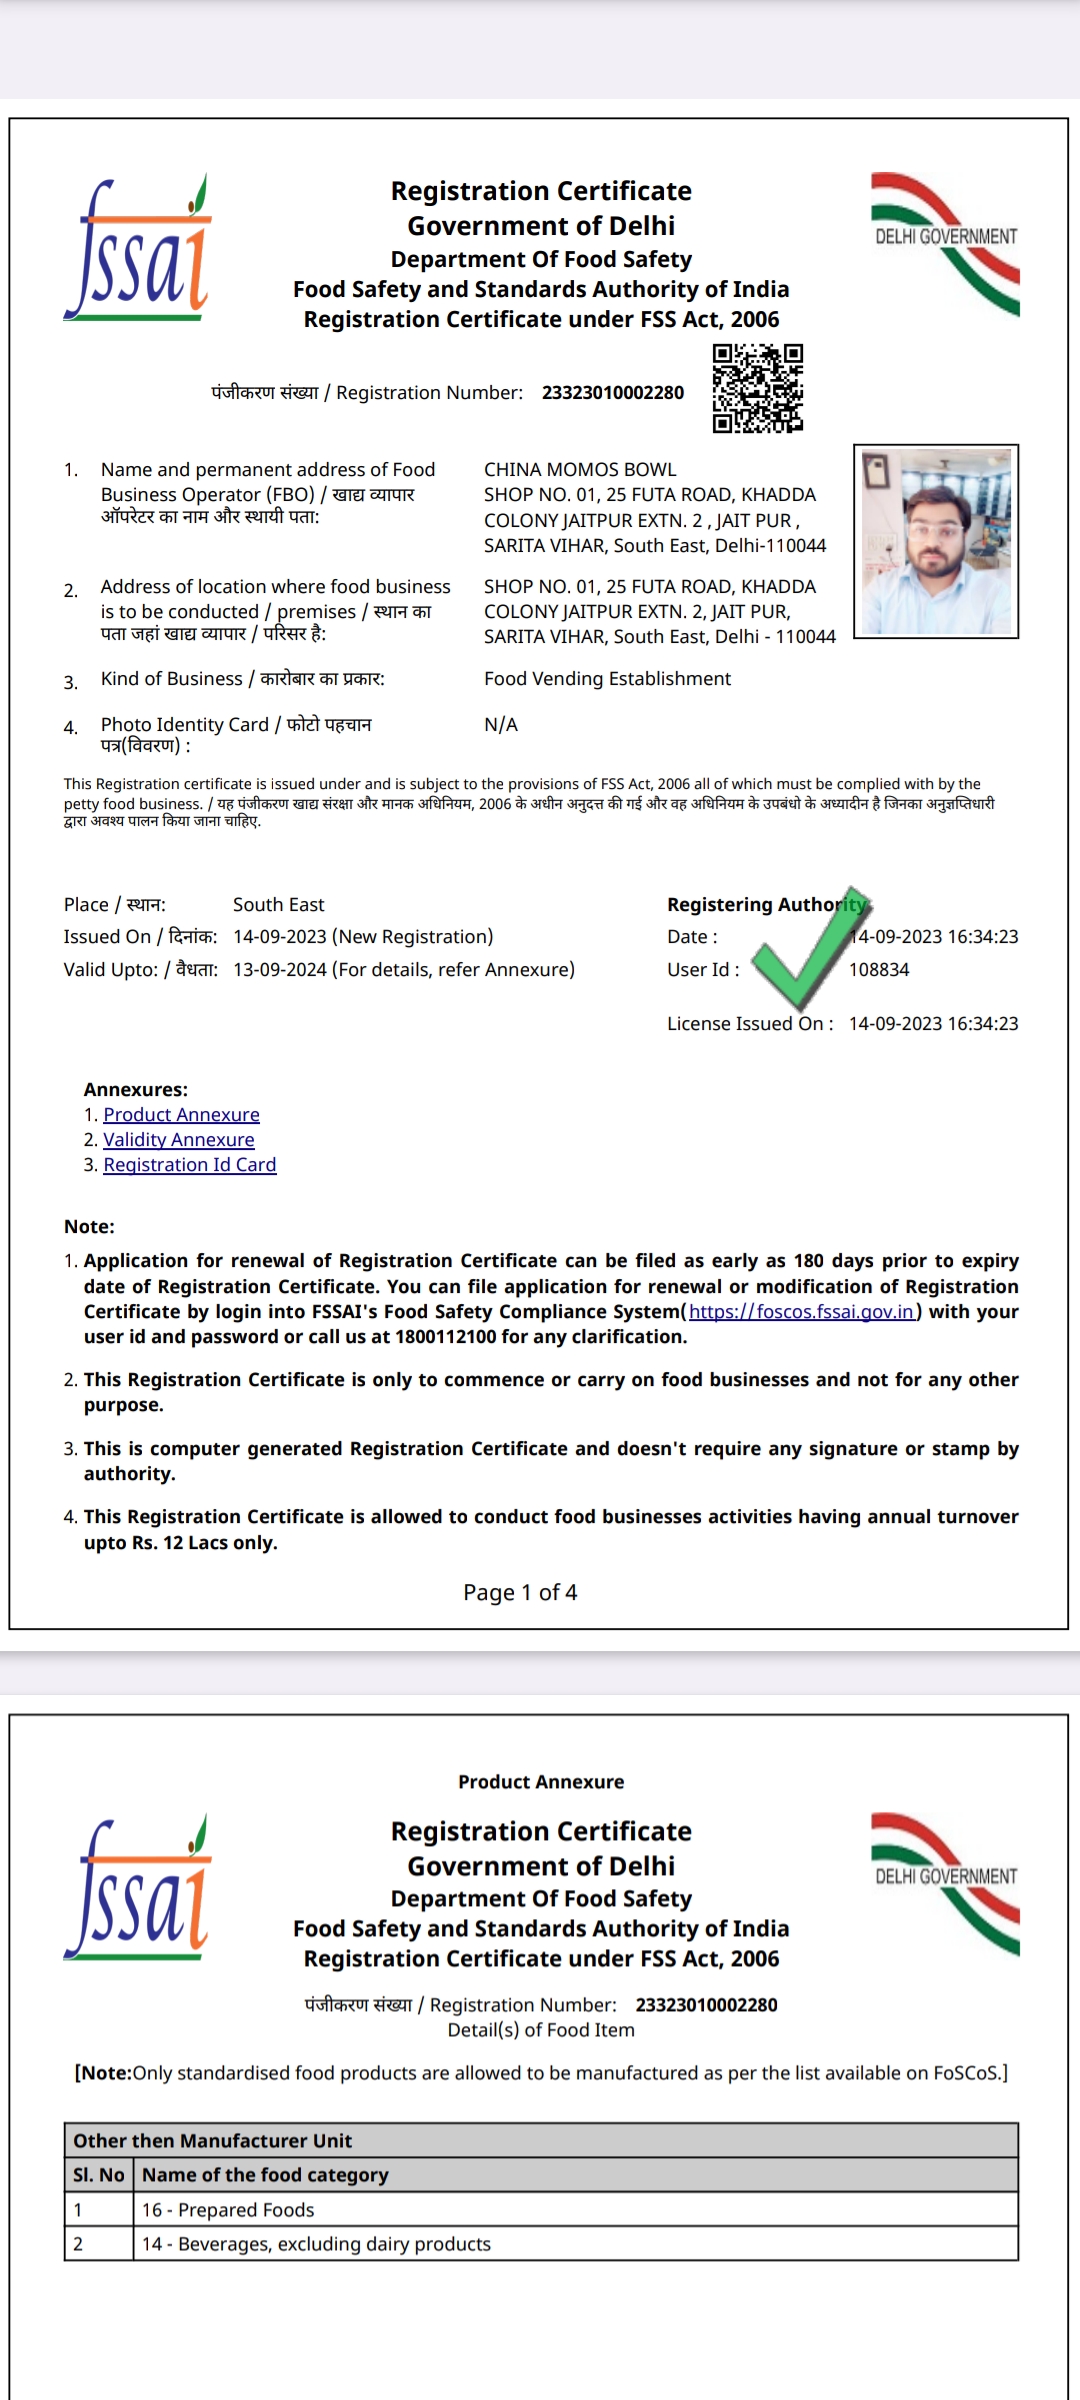 fssai
Registration Certificate
Government of Delhi
Department Of Food Safety
Food Safety and Standards Authority of India
Registration Certificate under FSS Act, 2006
DELHI GOVERNMENT
पंजीकरण संख्या / Registration Number: 23323010002280
1. Name and permanent address of Food
Business Operator (FBO) / खाद्य व्यापार
ऑपरेटर का नाम और स्थायी पता:
CHINA MOMOS BOWL
SHOP NO. 01, 25 FUTA ROAD, KHADDA
COLONY JAITPUR EXTN. 2 , JAIT PUR ,
SARITA VIHAR, South East, Delhi-110044
2. Address of location where food business
is to be conducted / premises / स्थान का
पता जहां खाद्य व्यापार / परिसर है:
SHOP NO. 01, 25 FUTA ROAD, KHADDA
COLONY JAITPUR EXTN. 2, JAIT PUR,
SARITA VIHAR, South East, Delhi - 110044
3. Kind of Business / कारोबार का प्रकार: Food Vending Establishment
4. Photo Identity Card / फोटो पहचान
पत्र(विवरण) :
N/A
This Registration certificate is issued under and is subject to the provisions of FSS Act, 2006 all of which must be complied with by the
petty food business. / यह पंजीकरण खाद्य संरक्षा और मानक अधिनियम, 2006 के अधीन अनुदत्त की गई और वह अधिनियम के उपबंधो के अध्यादीन है जिनका अनुज्ञप्तिधारी
द्वारा अवश्य पालन किया जाना चाहिए.
Place / स्थान: South East
Issued On / दिनांक: 14-09-2023 (New Registration)
Valid Upto: / वैधता: 13-09-2024 (For details, refer Annexure)
Registering Authority
Date : 14-09-2023 16:34:23
User Id : 108834
License Issued On : 14-09-2023 16:34:23
Annexures:
1. Product Annexure
2. Validity Annexure
3. Registration Id Card
Note:
1. Application for renewal of Registration Certificate can be filed as early as 180 days prior to expiry
date of Registration Certificate. You can file application for renewal or modification of Registration
Certificate by login into FSSAI's Food Safety Compliance System(https://foscos.fssai.gov.in) with your
user id and password or call us at 1800112100 for any clarification.
2. This Registration Certificate is only to commence or carry on food businesses and not for any other
purpose.
3. This is computer generated Registration Certificate and doesn't require any signature or stamp by
authority.
4. This Registration Certificate is allowed to conduct food businesses activities having annual turnover
upto Rs. 12 Lacs only.
Page 1 of 4
Product Annexure
fssai
Registration Certificate
Government of Delhi
Department Of Food Safety
Food Safety and Standards Authority of India
Registration Certificate under FSS Act, 2006
DELHI GOVERNMENT
पंजीकरण संख्या / Registration Number: 23323010002280
Detail(s) of Food Item
[Note:Only standardised food products are allowed to be manufactured as per the list available on FoSCoS.]
Other then Manufacturer Unit
Sl. No Name of the food category
1 16 - Prepared Foods
2 14 - Beverages, excluding dairy products